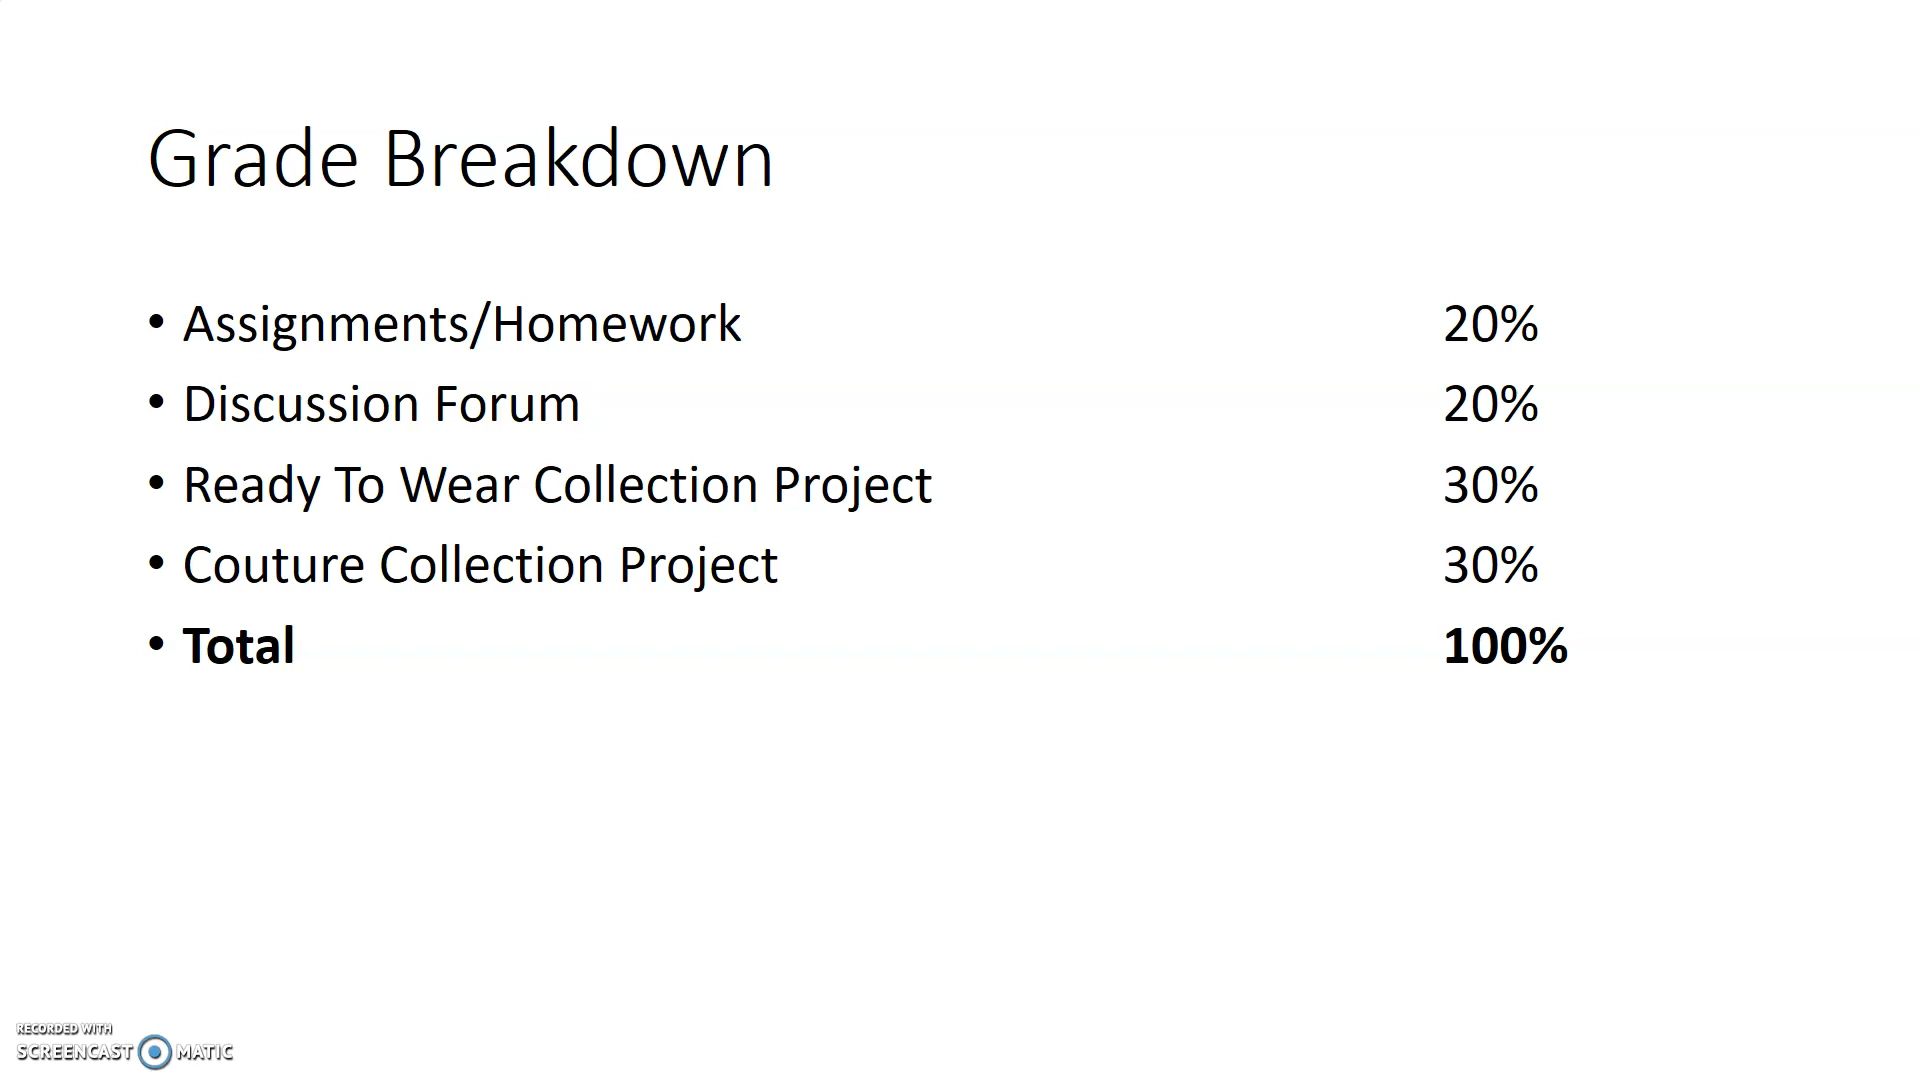 Grade Breakdown
• Assignments/Homework 20%
• Discussion Forum 20%
• Ready To Wear Collection Project 30%
• Couture Collection Project 30%
• Total 100%
RECORDED WITH
SCREENCAST MATIC